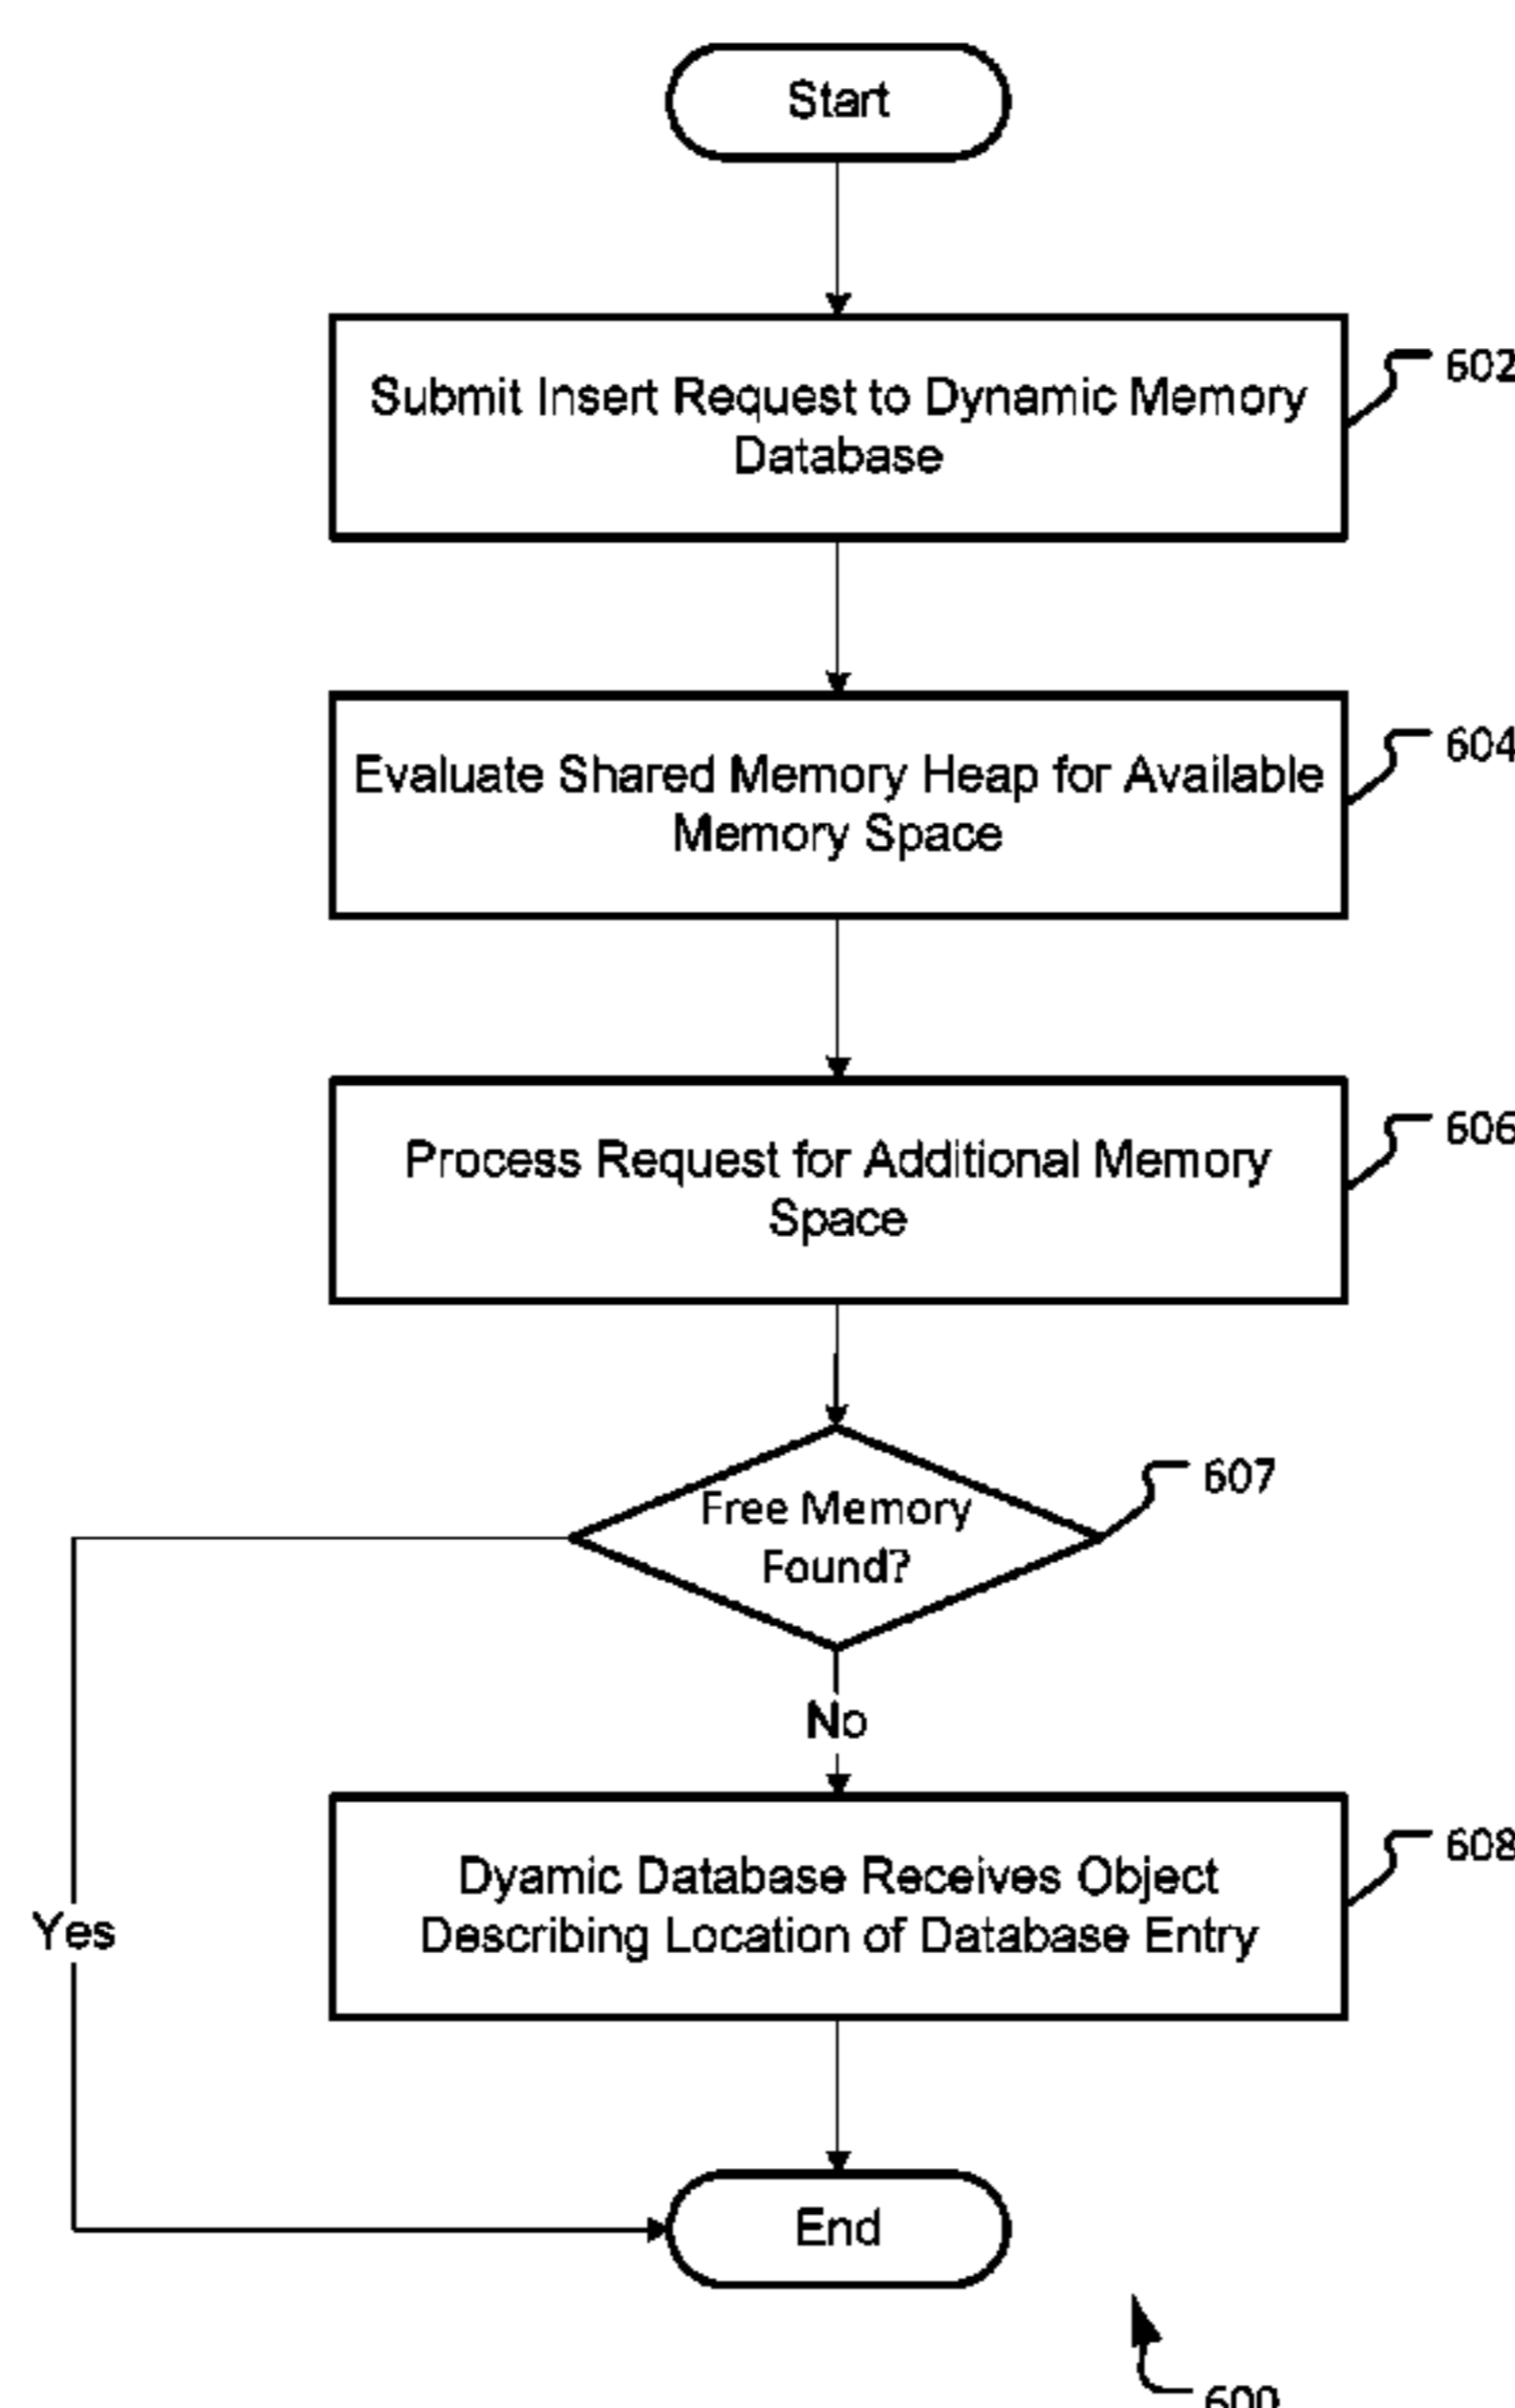 Start
Submit Insert Request to Dynamic Memory
Database
602
Evaluate Shared Memory Heap for Available
Memory Space
604
Process Request for Additional Memory
Space
606
Free Memory
Found?
607
No
Dyamic Database Receives Object
Describing Location of Database Entry
608
Yes
End
600